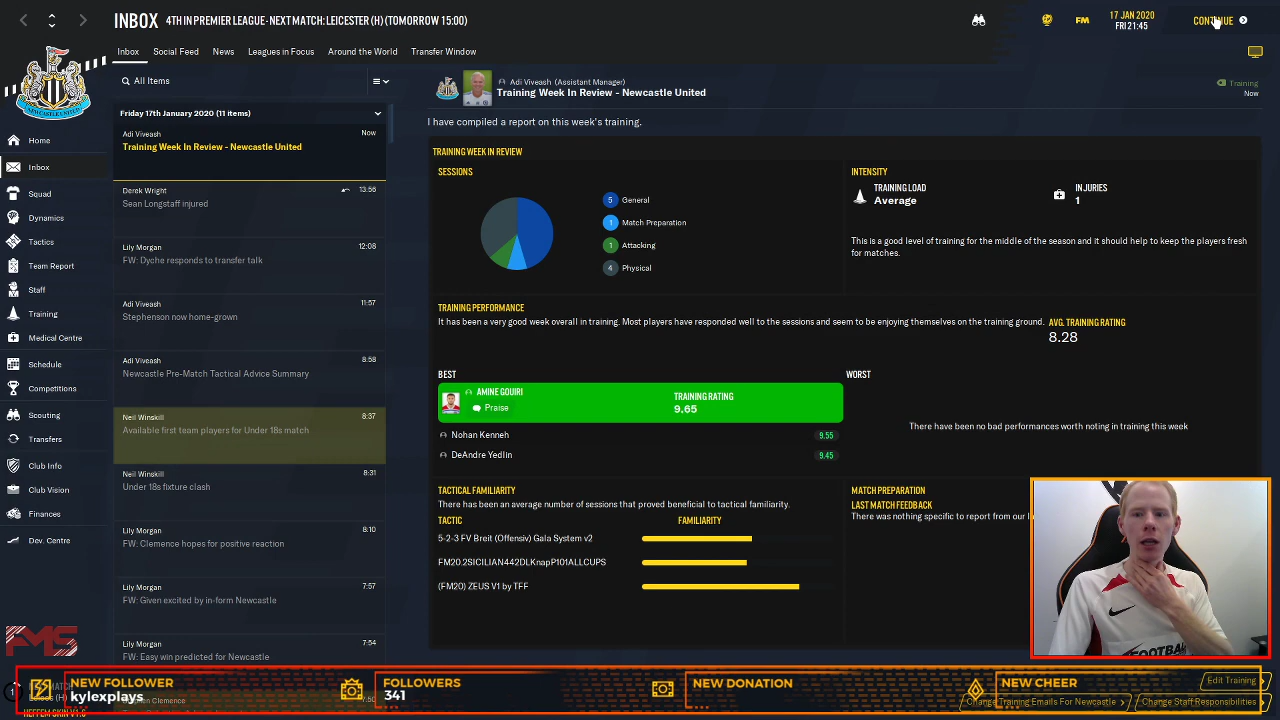 INBOX
4TH IN PREMIER LEAGUE - NEXT MATCH: LEICESTER (H) (TOMORROW 15:00)
FM
17 JAN 2020
FRI 21:45
CONTINUE
Inbox
Social Feed
News
Leagues in Focus
Around the World
Transfer Window
Home
Inbox
Squad
Dynamics
Tactics
Team Report
Staff
Training
Medical Centre
Schedule
Competitions
Scouting
Transfers
Club Info
Club Vision
Finances
Dev. Centre
All Items
Friday 17th January 2020 (11 items)
Adi Viveash Now
Training Week In Review - Newcastle United
Derek Wright 13:56
Sean Longstaff injured
Lily Morgan 12:08
FW: Dyche responds to transfer talk
Adi Viveash 11:57
Stephenson now home-grown
Adi Viveash 8:58
Newcastle Pre-Match Tactical Advice Summary
Neil Winskill 8:37
Available first team players for Under 18s match
Neil Winskill 8:31
Under 18s fixture clash
Lily Morgan 8:10
FW: Clemence hopes for positive reaction
Lily Morgan 7:57
FW: Given excited by in-form Newcastle
Lily Morgan 7:54
FW: Easy win predicted for Newcastle
Clemence 7:50
Adi Viveash (Assistant Manager)
Training Week In Review - Newcastle United
Training
Now
I have compiled a report on this week's training.
TRAINING WEEK IN REVIEW
SESSIONS
5 General
1 Match Preparation
1 Attacking
4 Physical
INTENSITY
TRAINING LOAD
Average
INJURIES
1
This is a good level of training for the middle of the season and it should help to keep the players fresh
for matches.
TRAINING PERFORMANCE
It has been a very good week overall in training. Most players have responded well to the sessions and seem to be enjoying themselves on the training ground.
AVG. TRAINING RATING
8.28
BEST
AMINE GOUIRI
Praise
TRAINING RATING
9.65
Nohan Kenneh 9.55
DeAndre Yedlin 9.45
WORST
There have been no bad performances worth noting in training this week
TACTICAL FAMILIARITY
There has been an average number of sessions that proved beneficial to tactical familiarity.
TACTIC FAMILIARITY
5-2-3 FV Breit (Offensiv) Gala System v2
FM20.2SICILIAN442DLKnapP101ALLCUPS
(FM20) ZEUS V1 by TFF
MATCH PREPARATION
LAST MATCH FEEDBACK
There was nothing specific to report from our
FMS
NEW FOLLOWER
kylexplays
FOLLOWERS
341
NEW DONATION
NEW CHEER
Edit Training
Change Training Emails For Newcastle
Change Staff Responsibilities